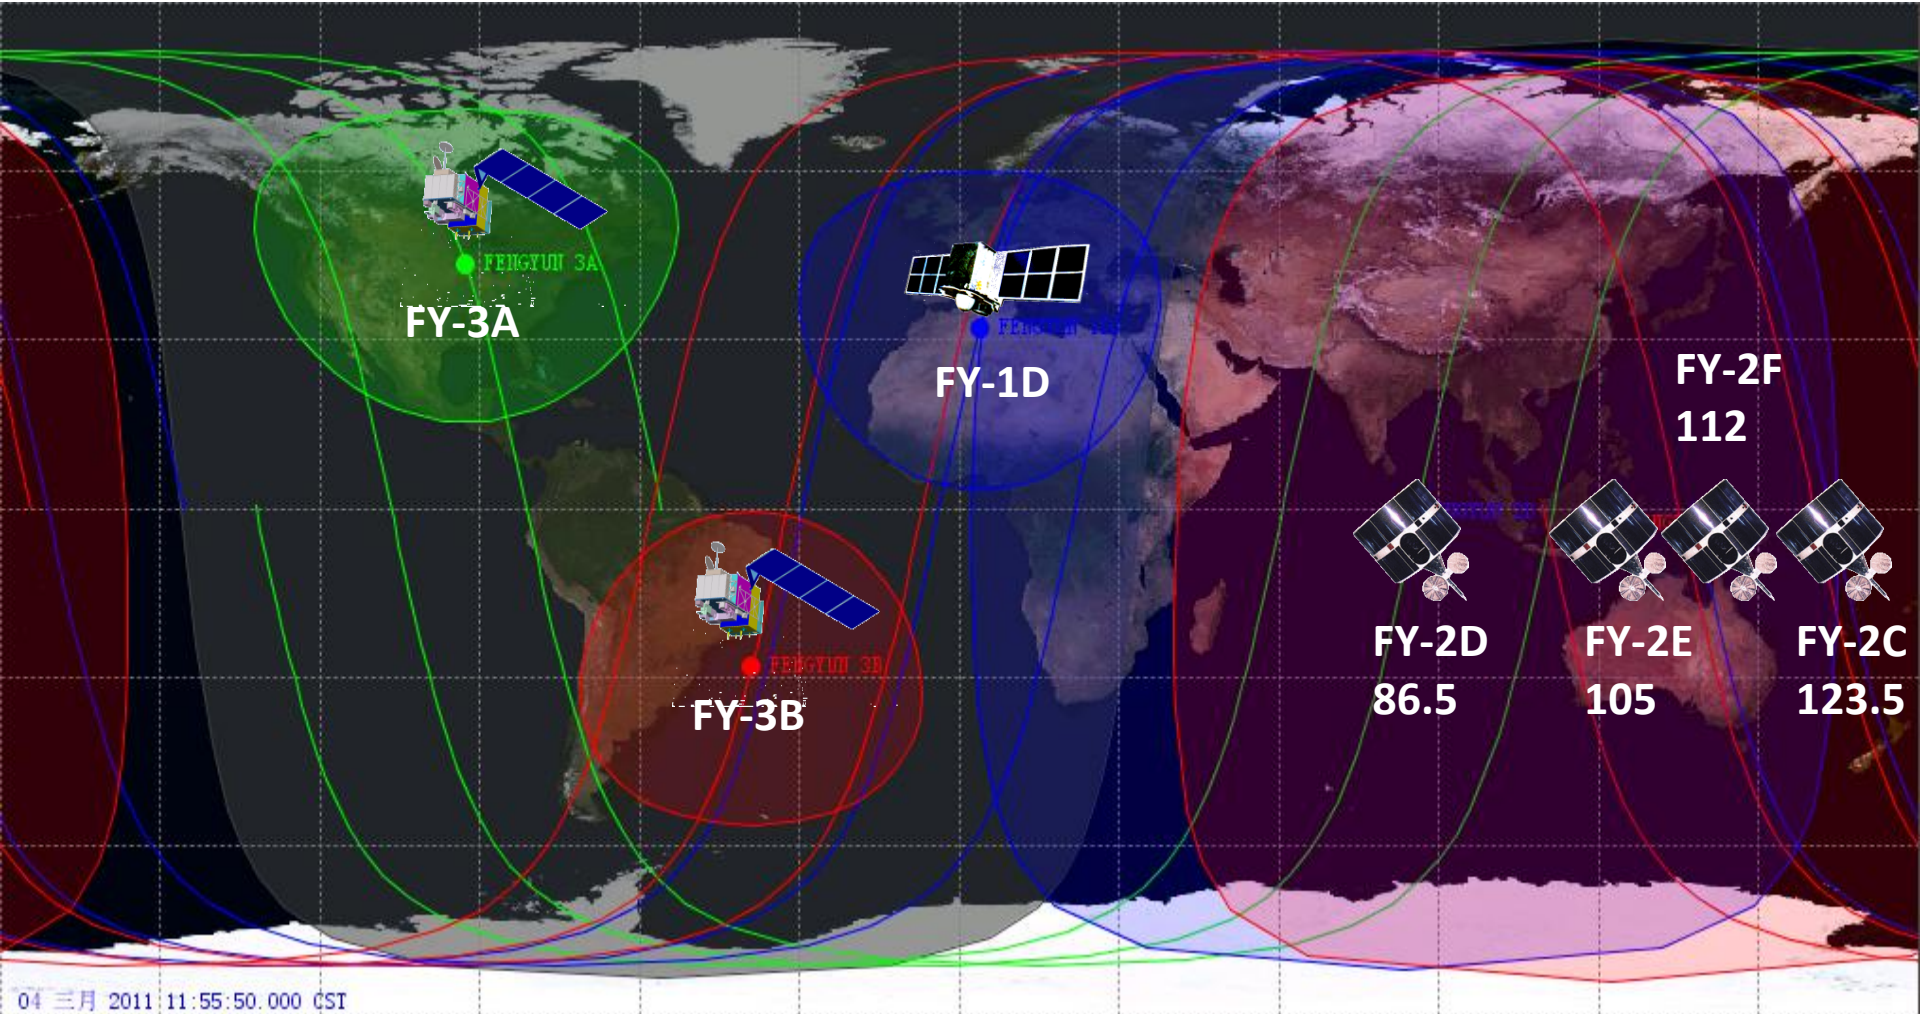 FENGYUN 3A
FY-3A
FY-1D
FY-2F
112
FY-2D
86.5
FY-2E
105
FY-2C
123.5
FENGYUN 3B
FY-3B
04 三月 2011 11:55:50.000 CST